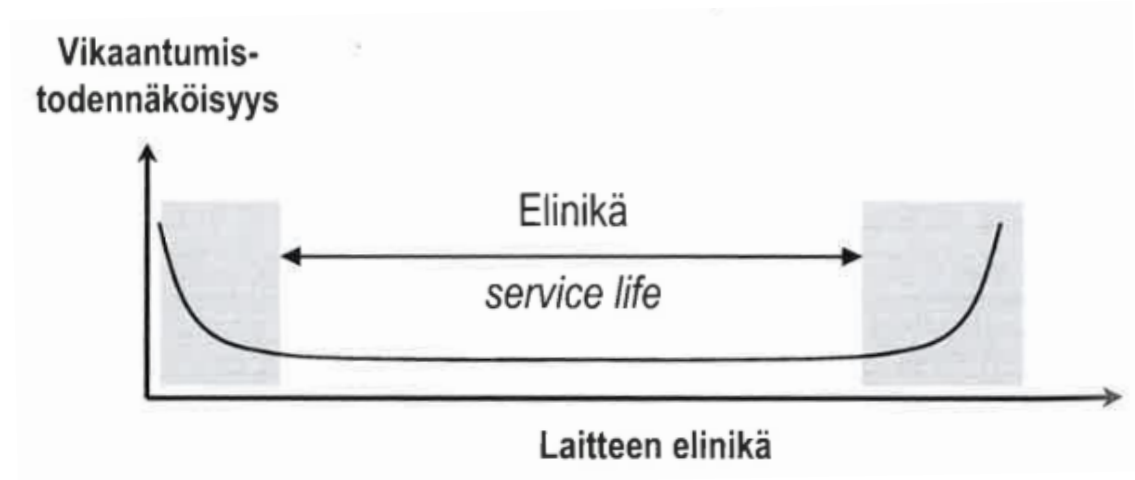 Vikaantumis-
todennäköisyys
Elinikä
service life
Laitteen elinikä